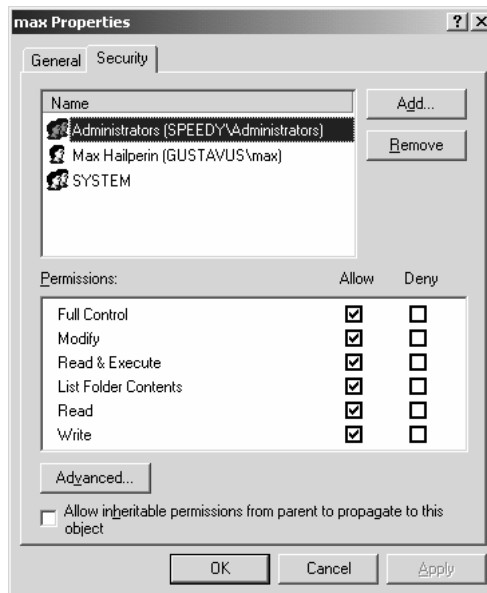 max Properties
General Security
Name
Administrators (SPEEDY\Administrators)
Max Hailperin (GUSTAVUS\max)
SYSTEM
Add...
Remove
Permissions: Allow Deny
Full Control
Modify
Read & Execute
List Folder Contents
Read
Write
Advanced...
Allow inheritable permissions from parent to propagate to this
object
OK Cancel Apply